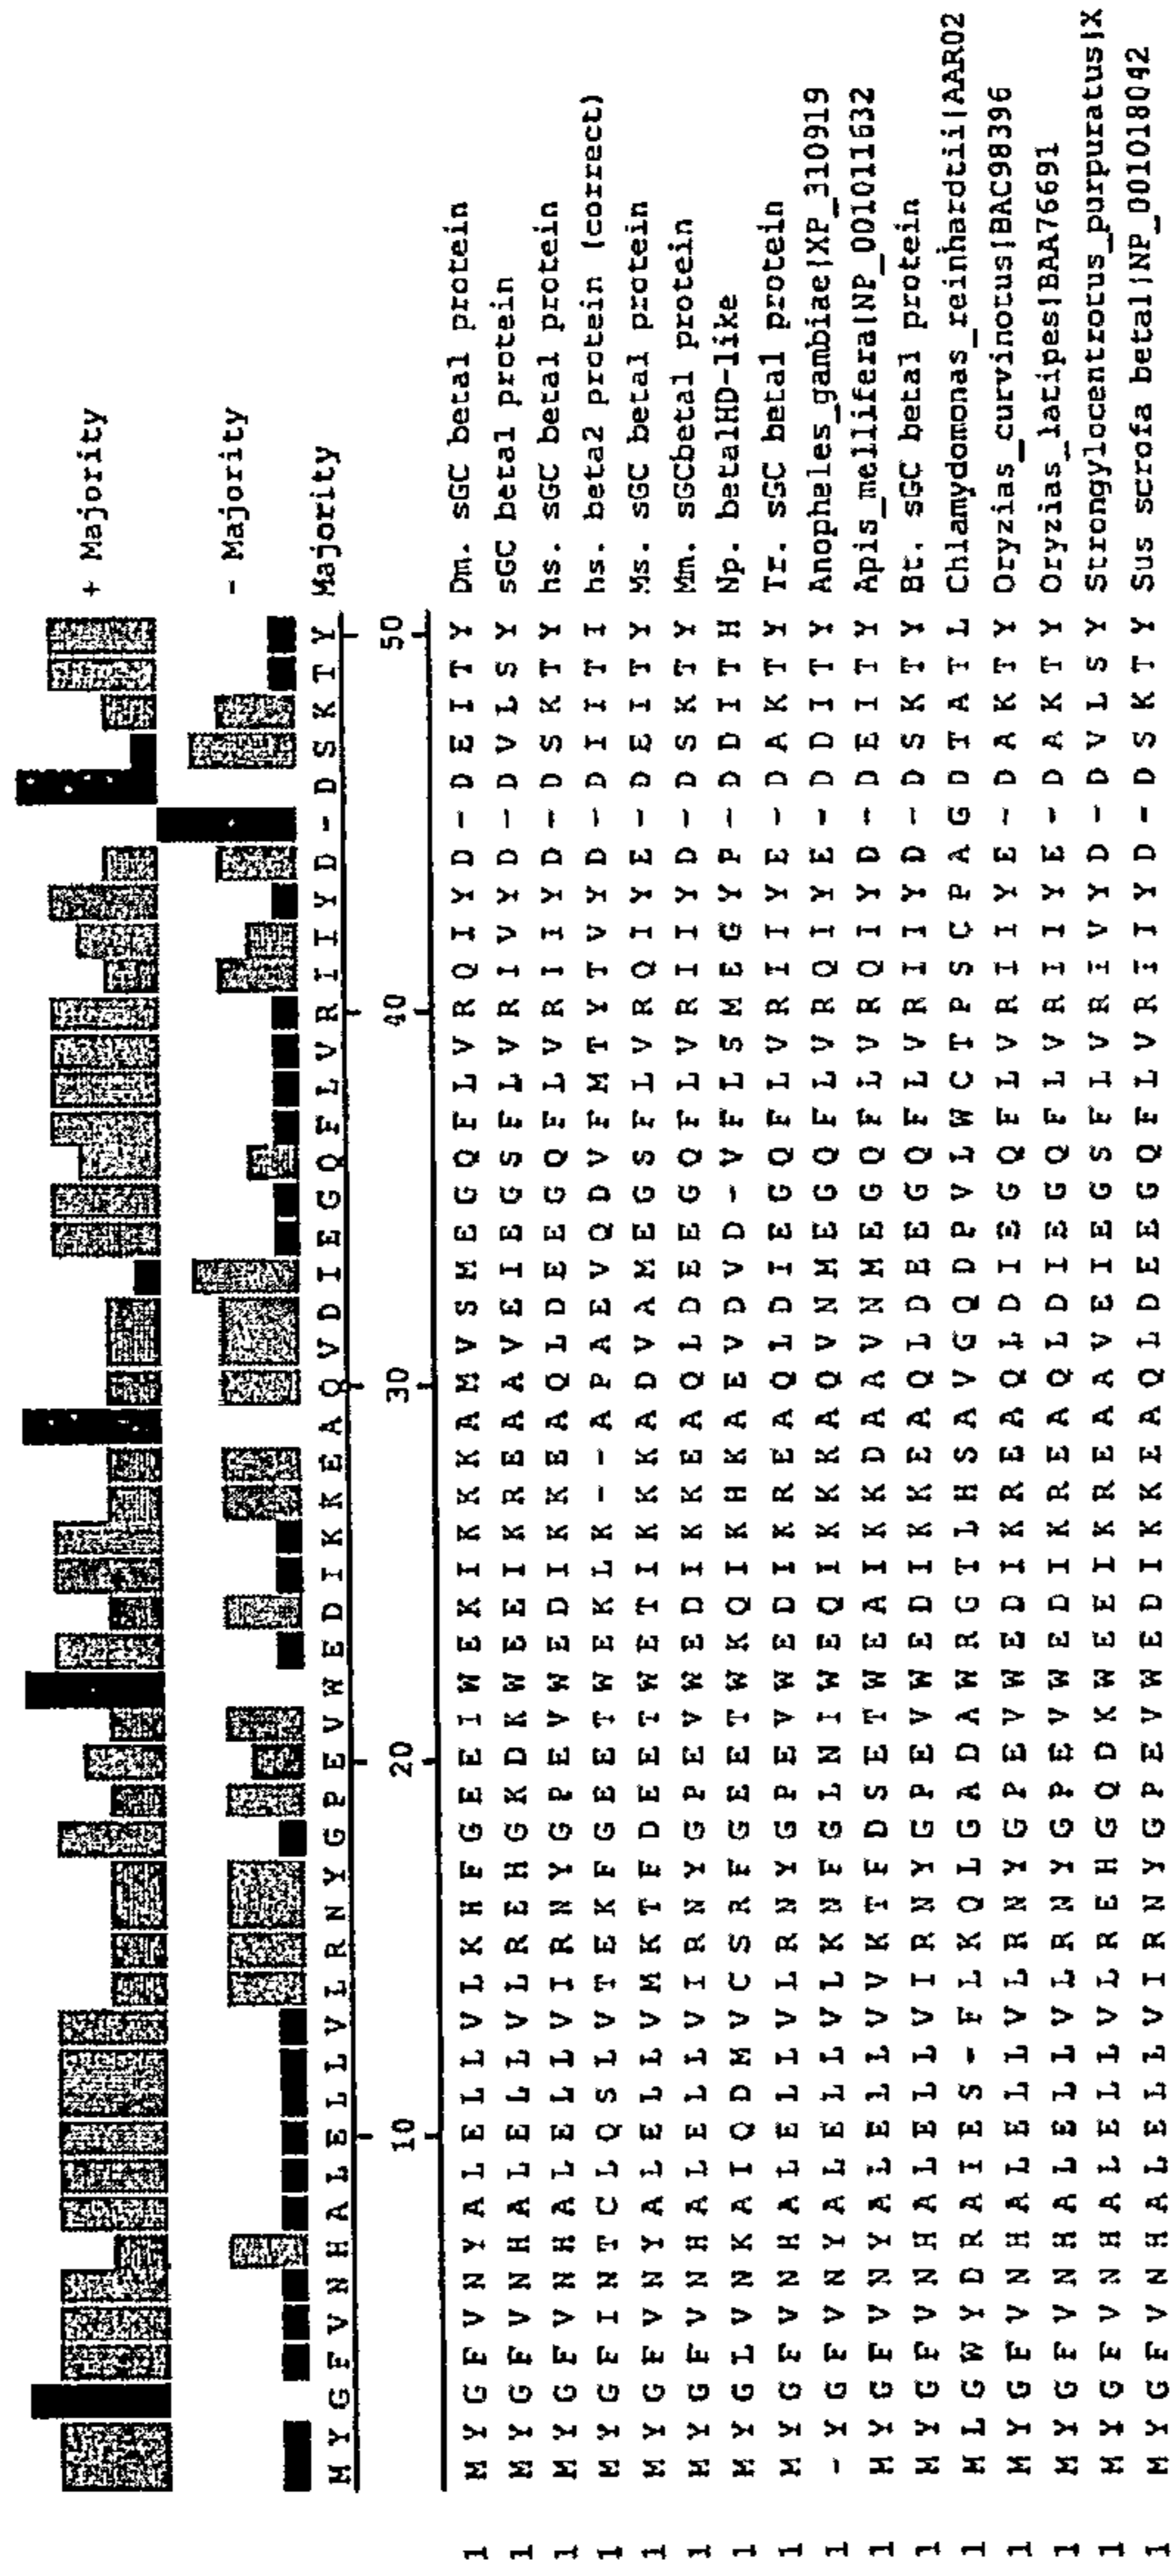 + Majority
- Majority
M Y G F V N H A L E L L V L R N Y G P E V W E D I K K E A Q V D I E G Q F L V R I I Y D - D S K T Y Majority
10 20 30 40 50
1 M Y G F V N Y A L E L L V L K H F G E E I W E K I K K K A M V S M E G Q F L V R Q I Y D - D E I T Y Dm. sGC beta1 protein
1 M Y G F V N H A L E L L V L R E H G K D K W E E I K R E A A V E I E G S F L V R I V Y D - D V L S Y sGC beta1 protein
1 M Y G F V N H A L E L L V I R N Y G P E V W E D I K K E A Q L D E E G Q F L V R I I Y D - D S K T Y hs. sGC beta1 protein
1 M Y G F I N T C L Q S L V T E K F G E E T W E K L K - - A P A E V Q D V F M T Y T V Y D - D I I T I hs. beta2 protein (correct)
1 M Y G F V N Y A L E L L V M K T F D E E T W E T I K K K A D V A M E G S F L V R Q I Y E - D E I T Y Ms. sGC beta1 protein
1 M Y G F V N H A L E L L V I R N Y G P E V W E D I K K E A Q L D E E G Q F L V R I I Y D - D S K T Y Mm. sGCbeta1 protein
1 M Y G L V N K A I Q D M V C S R F G E E T W K Q I K H K A E V D V D - V F L S M E G Y P - D D I T H Np. beta1HD-like
1 M Y G F V N H A L E L L V L R N Y G P E V W E D I K R E A Q L D I E G Q F L V R I I Y E - D A K T Y Tr. sGC beta1 protein
1 - Y G F V N Y A L E L L V L K N F G L N I W E Q I K K K A Q V N M E G Q F L V R Q I Y E - D D I T Y Anopheles_gambiae|XP_310919
1 M Y G F V N Y A L E L L V V K T F D S E T W E A I K K D A A V N M E G Q F L V R Q I Y D - D E I T Y Apis_mellifera|NP_001011632
1 M Y G F V N H A L E L L V I R N Y G P E V W E D I K K E A Q L D E E G Q F L V R I I Y D - D S K T Y Bt. sGC beta1 protein
1 M L G W Y D R A I E S - F L K Q L G A D A W R G T L H S A V G Q D P V L W C T P S C P A G D T A T L Chlamydomonas_reinhardtii|AAR02
1 M Y G F V N H A L E L L V L R N Y G P E V W E D I K R E A Q L D I E G Q F L V R I I Y E - D A K T Y Oryzias_curvinotus|BAC98396
1 M Y G F V N H A L E L L V L R N Y G P E V W E D I K R E A Q L D I E G Q F L V R I I Y E - D A K T Y Oryzias_latipes|BAA76691
1 M Y G F V N H A L E L L V L R E H G Q D K W E E I K R E A A V E I E G S F L V R I V Y D - D V L S Y Strongylocentrotus_purpuratus|X
1 M Y G F V N H A L E L L V I R N Y G P E V W E D I K K E A Q L D E E G Q F L V R I I Y D - D S K T Y Sus scrofa beta1|NP_001018042